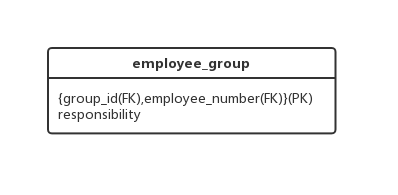 employee_group
{group_id(FK),employee_number(FK)}(PK)
responsibility